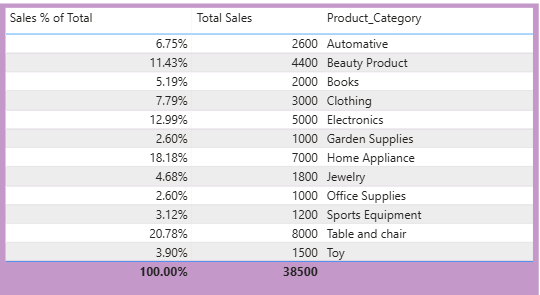 Sales % of Total Total Sales Product_Category
6.75% 2600 Automative
11.43% 4400 Beauty Product
5.19% 2000 Books
7.79% 3000 Clothing
12.99% 5000 Electronics
2.60% 1000 Garden Supplies
18.18% 7000 Home Appliance
4.68% 1800 Jewelry
2.60% 1000 Office Supplies
3.12% 1200 Sports Equipment
20.78% 8000 Table and chair
3.90% 1500 Toy
100.00% 38500